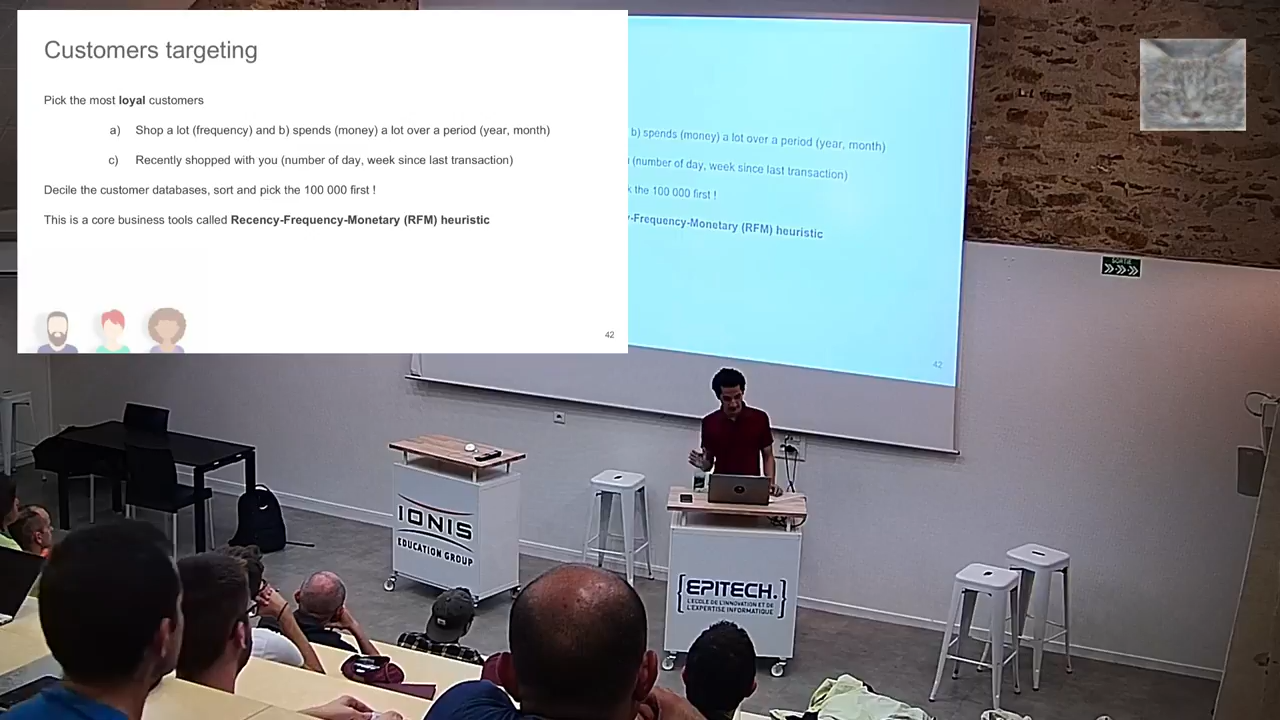 Customers targeting
Pick the most loyal customers
a) Shop a lot (frequency) and b) spends (money) a lot over a period (year, month)
c) Recently shopped with you (number of day, week since last transaction)
Decile the customer databases, sort and pick the 100 000 first !
This is a core business tools called Recency-Frequency-Monetary (RFM) heuristic
42
b) spends (money) a lot over a period (year, month)
(number of day, week since last transaction)
the 100 000 first !
-Frequency-Monetary (RFM) heuristic
42
SORTIE
IONIS
EDUCATION GROUP
{EPITECH.}
L'ECOLE DE L'INNOVATION ET DE
L'EXPERTISE INFORMATIQUE